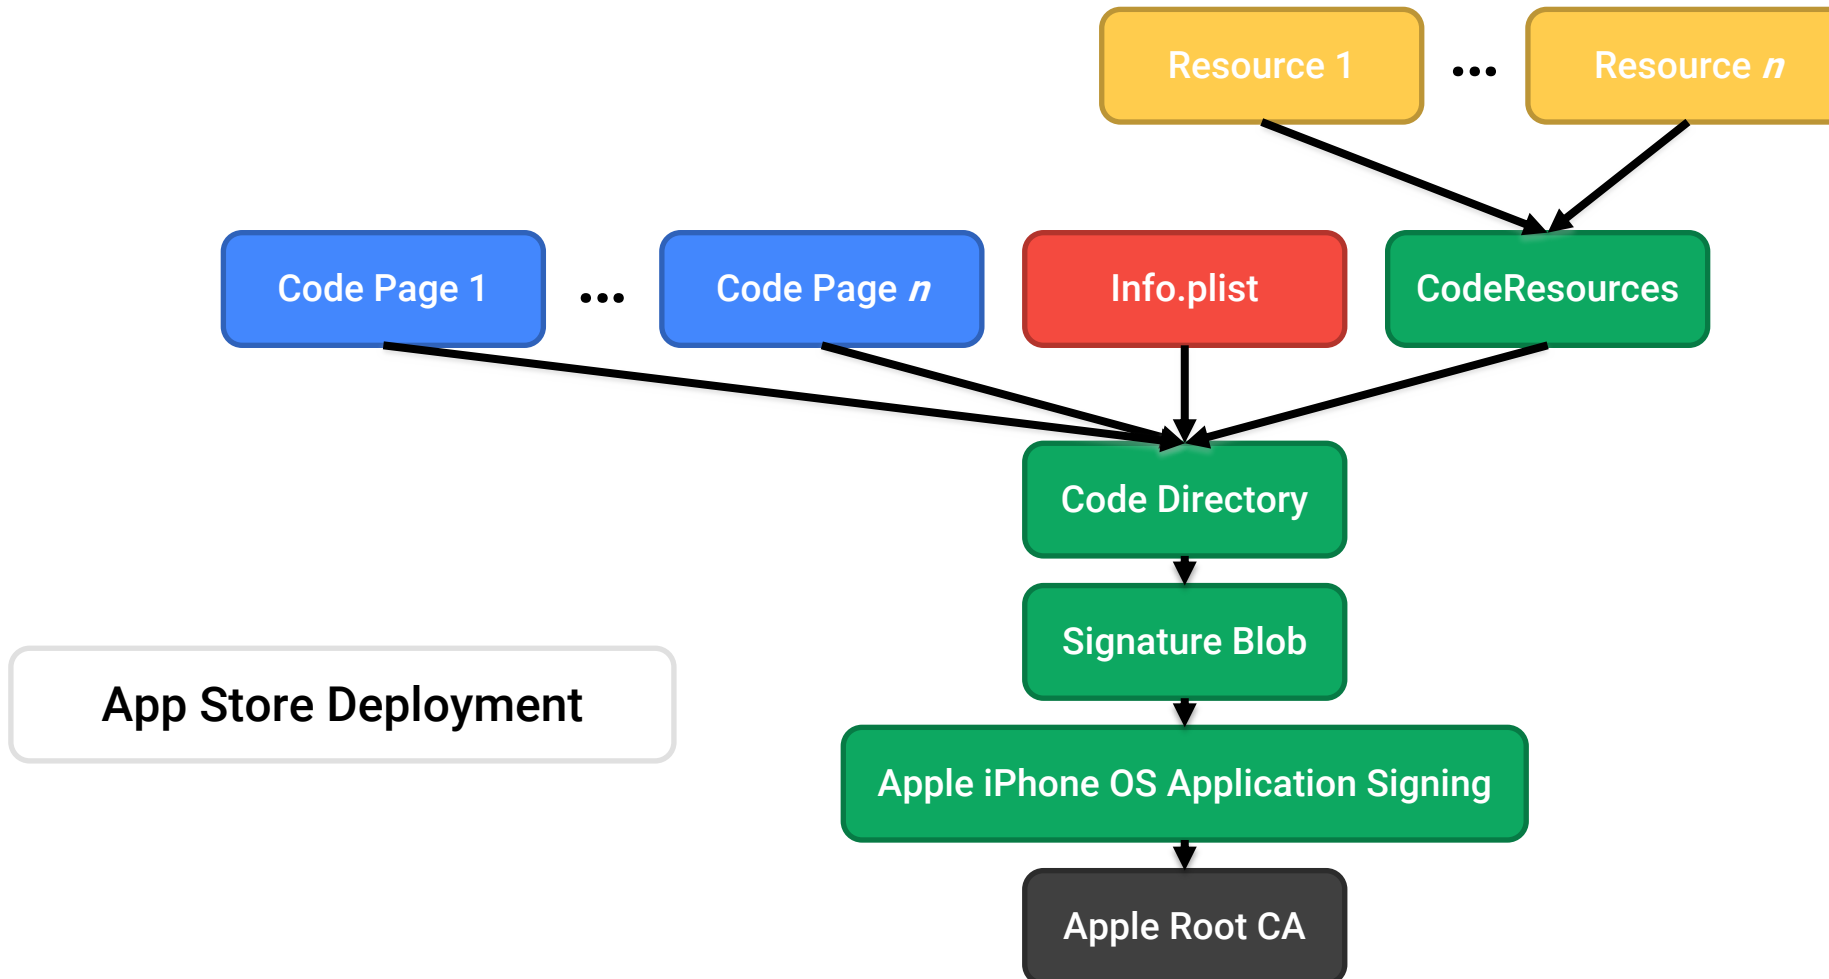 Resource 1
...
Resource n
Code Page 1
...
Code Page n
Info.plist
CodeResources
Code Directory
Signature Blob
App Store Deployment
Apple iPhone OS Application Signing
Apple Root CA